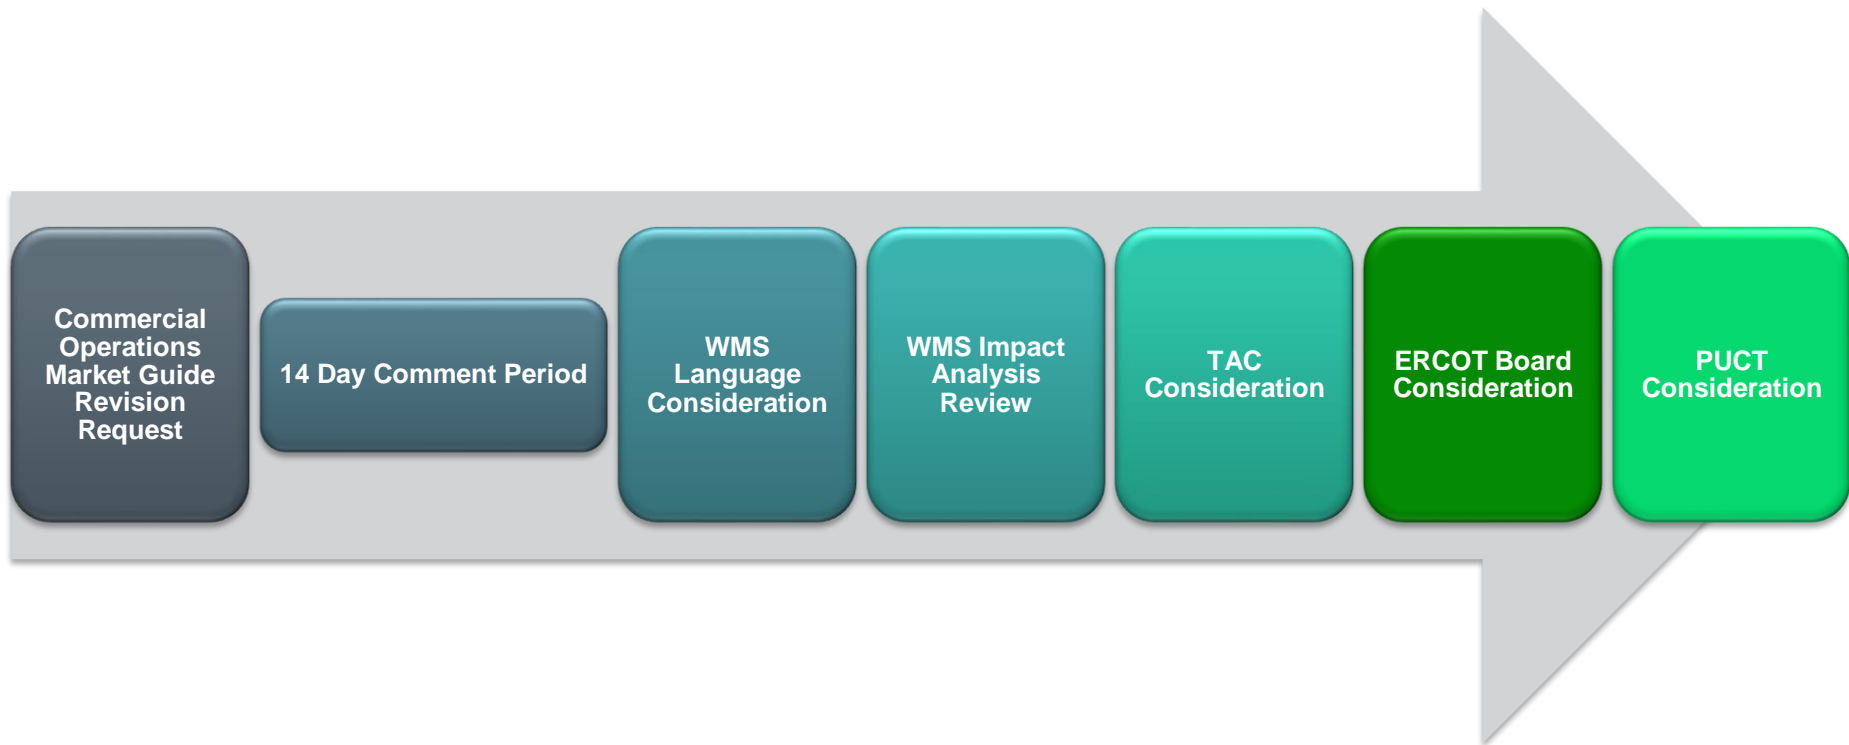 Commercial
Operations
Market Guide
Revision
Request
14 Day Comment Period
WMS
Language
Consideration
WMS Impact
Analysis
Review
TAC
Consideration
ERCOT Board
Consideration
PUCT
Consideration